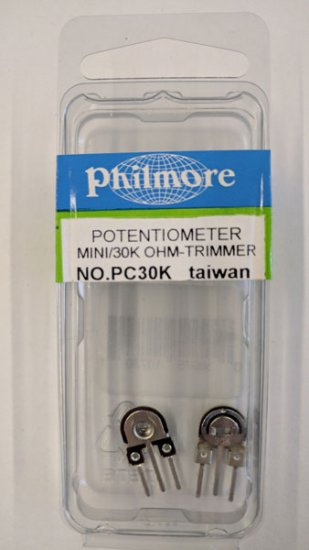 Philmore
POTENTIOMETER
MINI/30K OHM-TRIMMER
NO.PC30K taiwan